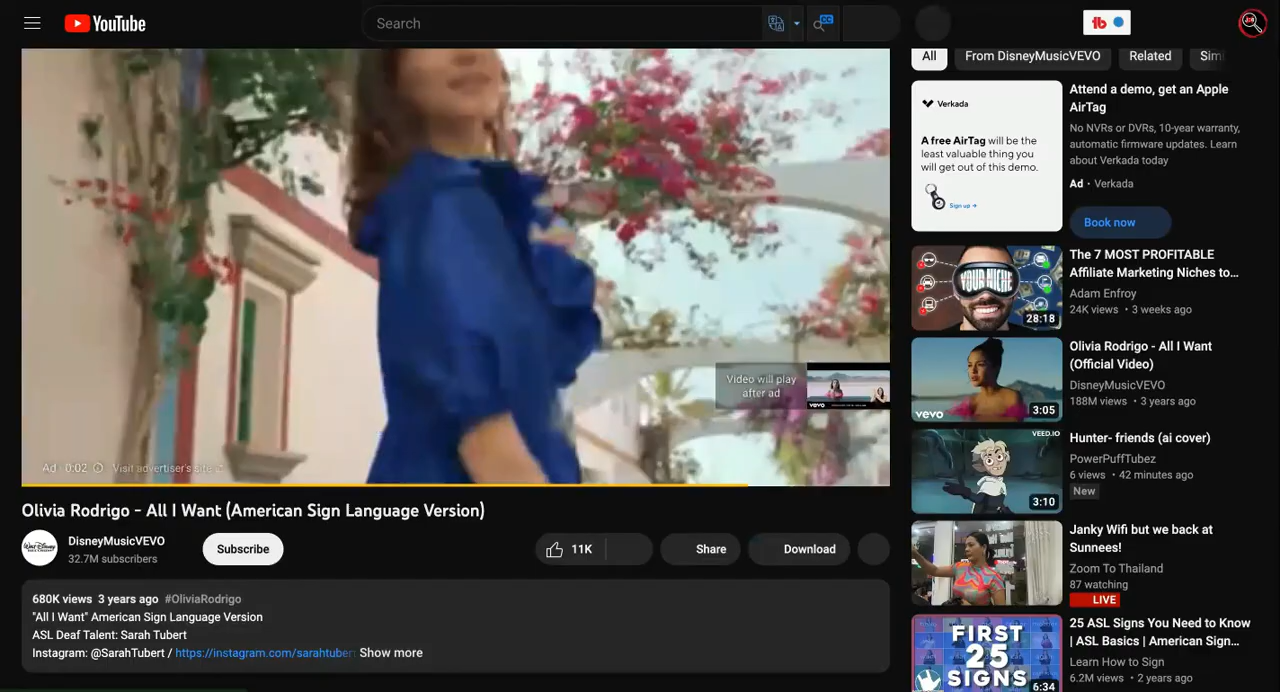 YouTube
Search
tb
All
From DisneyMusicVEVO
Related
Sim
Verkada
A free AirTag will be the
least valuable thing you
will get out of this demo.
Sign up →
Attend a demo, get an Apple
AirTag
No NVRs or DVRs, 10-year warranty,
automatic firmware updates. Learn
about Verkada today
Ad · Verkada
Book now
YOUR NICHE
28:18
The 7 MOST PROFITABLE
Affiliate Marketing Niches to...
Adam Enfroy
24K views • 3 weeks ago
vevo
3:05
Olivia Rodrigo - All I Want
(Official Video)
DisneyMusicVEVO
188M views • 3 years ago
VEED.IO
3:10
Hunter- friends (ai cover)
PowerPuffTubez
6 views • 42 minutes ago
New
Janky Wifi but we back at
Sunnees!
Zoom To Thailand
87 watching
LIVE
FIRST
25
SIGNS
6:34
25 ASL Signs You Need to Know
| ASL Basics | American Sign...
Learn How to Sign
6.2M views • 2 years ago
Video will play
after ad
vevo
Ad · 0:02
Visit advertiser's site
Olivia Rodrigo - All I Want (American Sign Language Version)
DisneyMusicVEVO
32.7M subscribers
Subscribe
11K
Share
Download
680K views 3 years ago #OliviaRodrigo
"All I Want" American Sign Language Version
ASL Deaf Talent: Sarah Tubert
Instagram: @SarahTubert / https://instagram.com/sarahtuber Show more